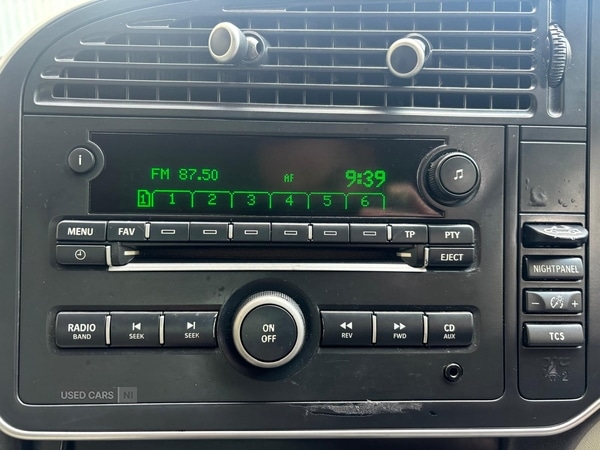 i
FM 87.50 AF 9:39
1 1 2 3 4 5 6
MENU FAV TP PTY
EJECT
NIGHTPANEL
− +
RADIO BAND
SEEK
SEEK
ON OFF
REV
FWD
CD AUX
TCS
2
USED CARS NI